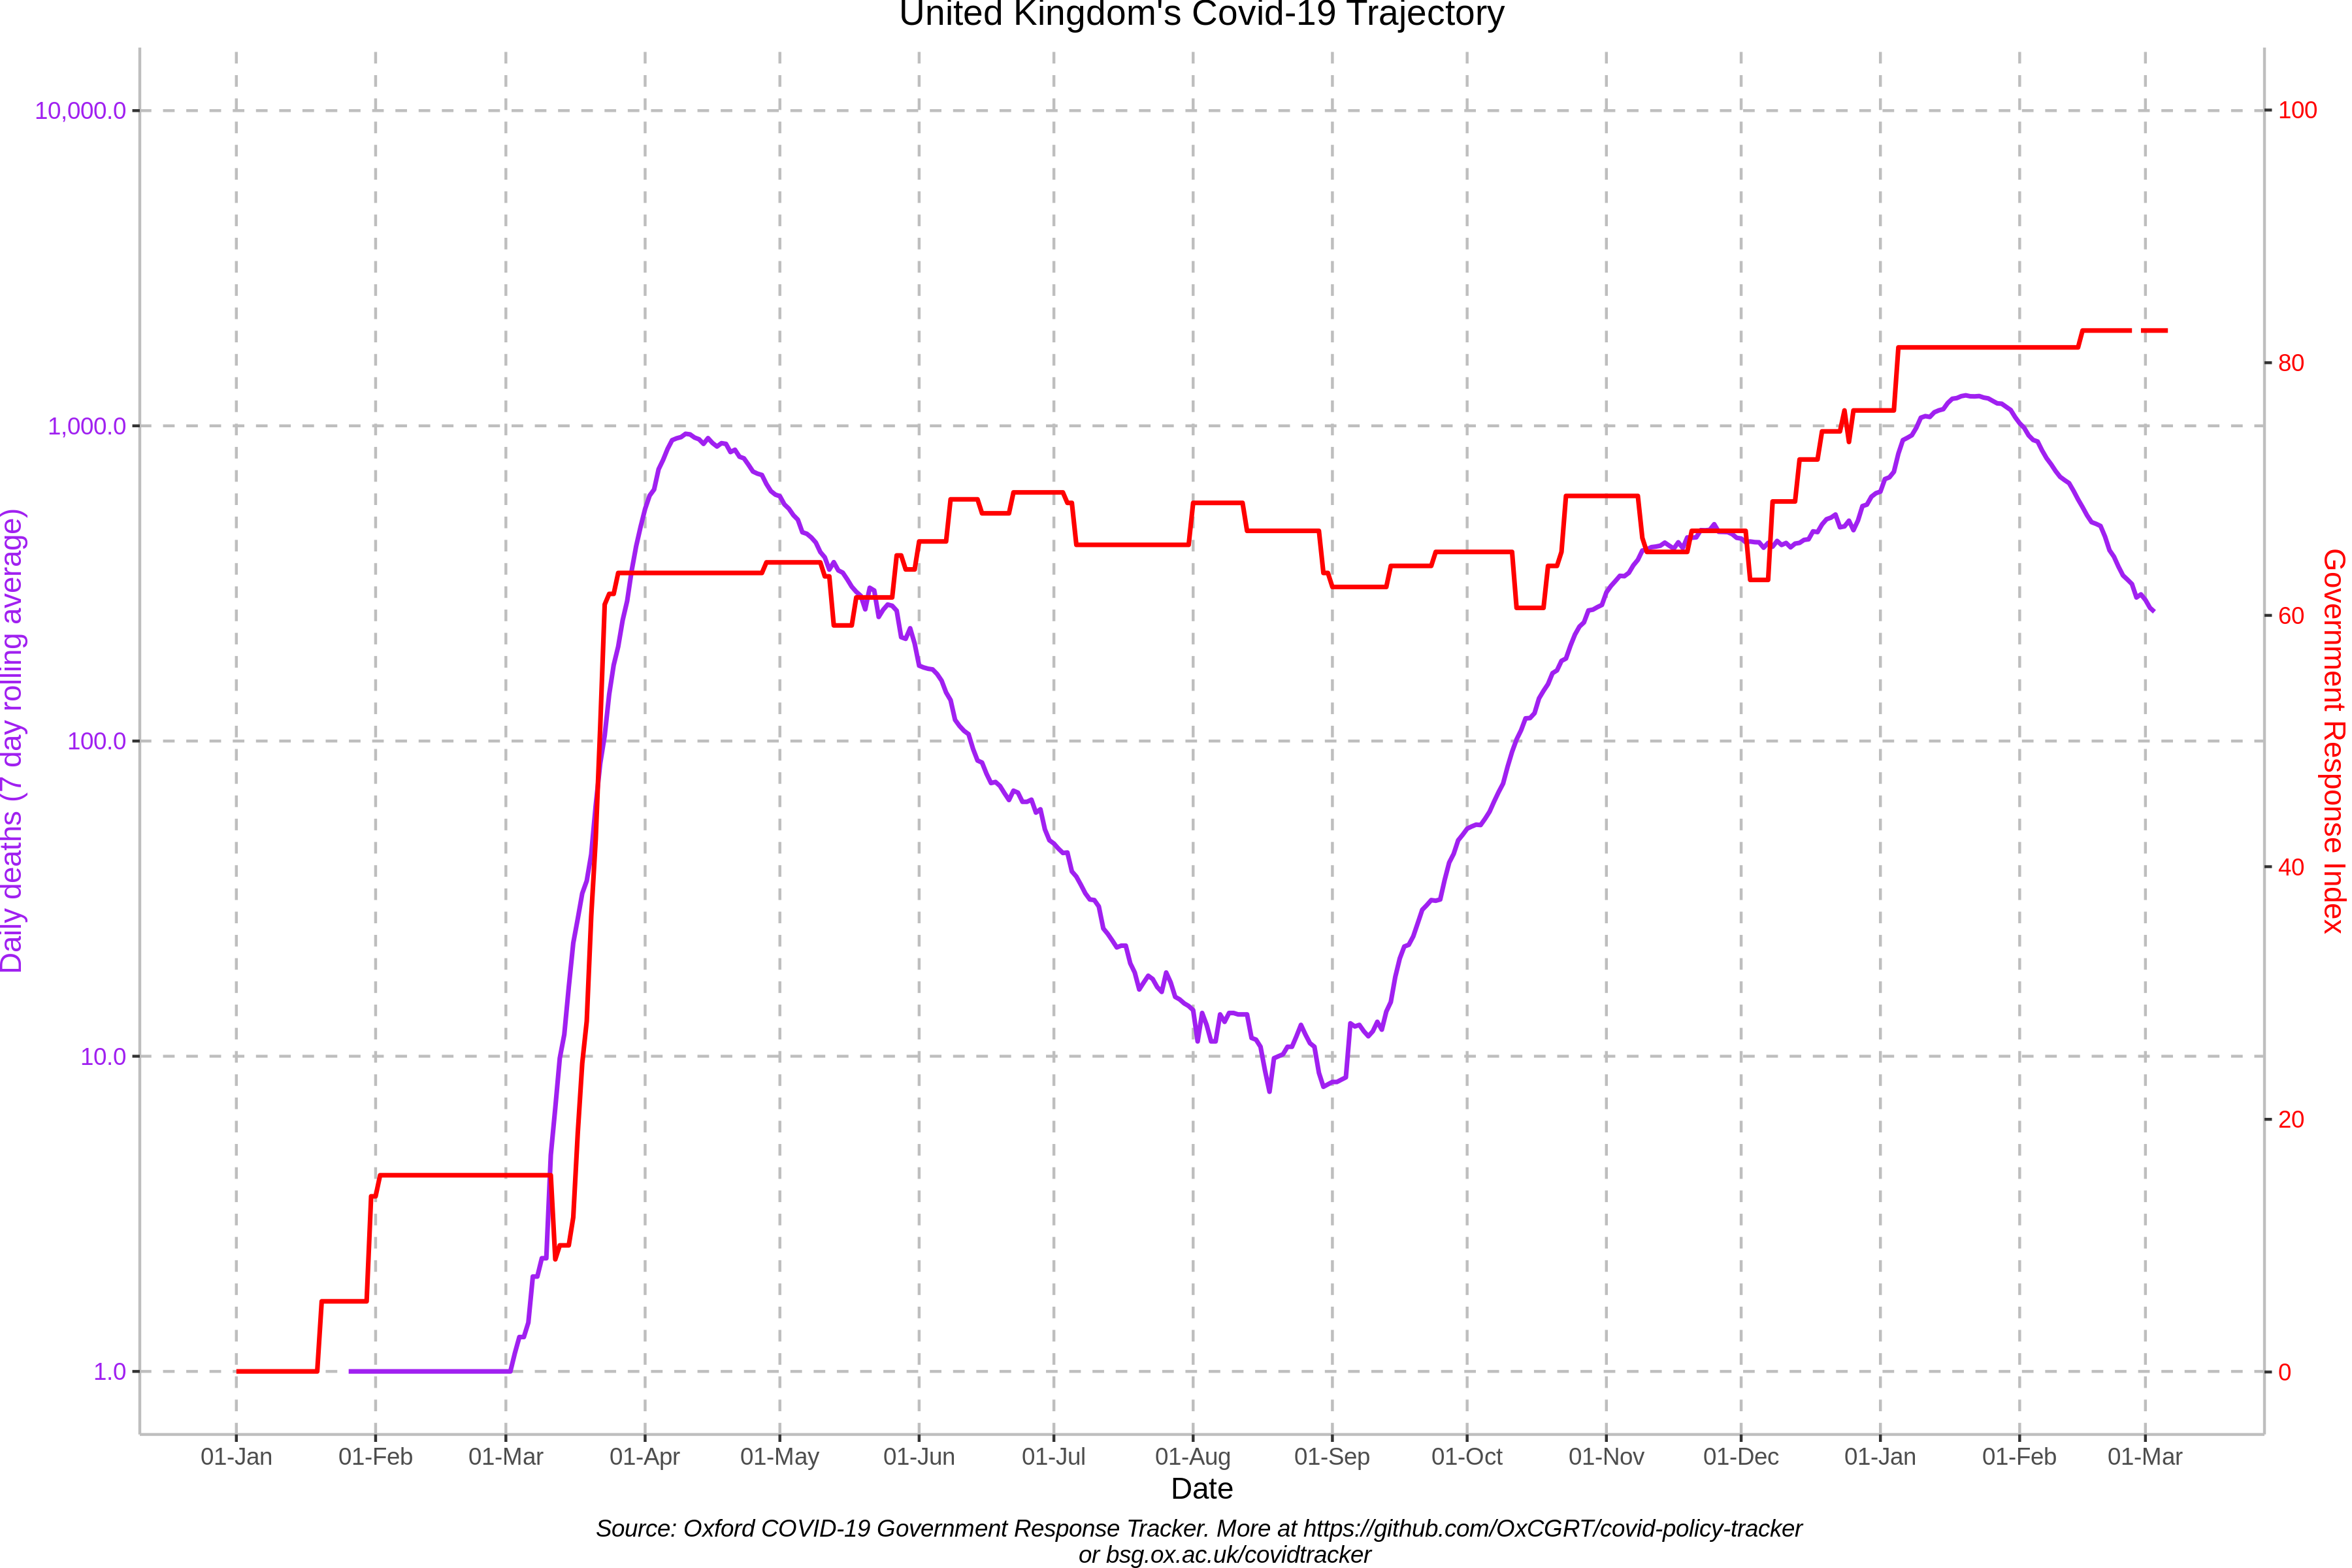 United Kingdom's Covid-19 Trajectory
10,000.0
1,000.0
100.0
10.0
1.0
Daily deaths (7 day rolling average)
100
80
60
40
20
0
Government Response Index
01-Jan 01-Feb 01-Mar 01-Apr 01-May 01-Jun 01-Jul 01-Aug 01-Sep 01-Oct 01-Nov 01-Dec 01-Jan 01-Feb 01-Mar
Date
Source: Oxford COVID-19 Government Response Tracker. More at https://github.com/OxCGRT/covid-policy-tracker
or bsg.ox.ac.uk/covidtracker